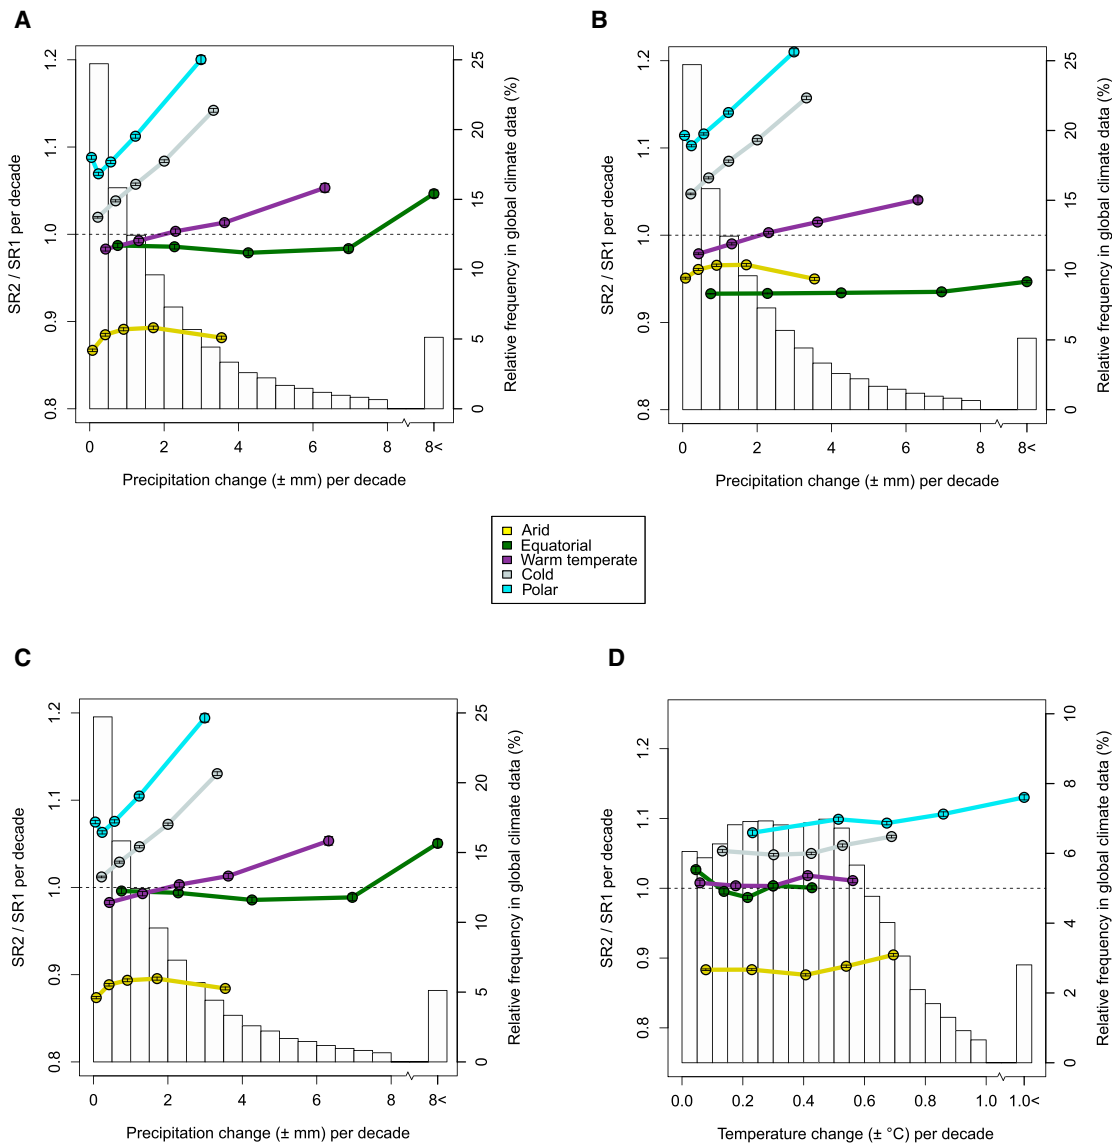 A
SR2 / SR1 per decade
1.2
1.1
1.0
0.9
0.8
25
20
15
10
5
0
Relative frequency in global climate data (%)
0 2 4 6 8 8<
Precipitation change (± mm) per decade
B
SR2 / SR1 per decade
1.2
1.1
1.0
0.9
0.8
25
20
15
10
5
0
Relative frequency in global climate data (%)
0 2 4 6 8 8<
Precipitation change (± mm) per decade
Arid
Equatorial
Warm temperate
Cold
Polar
C
SR2 / SR1 per decade
1.2
1.1
1.0
0.9
0.8
25
20
15
10
5
0
Relative frequency in global climate data (%)
0 2 4 6 8 8<
Precipitation change (± mm) per decade
D
SR2 / SR1 per decade
1.2
1.1
1.0
0.9
0.8
10
8
6
4
2
0
Relative frequency in global climate data (%)
0.0 0.2 0.4 0.6 0.8 1.0 1.0<
Temperature change (± °C) per decade